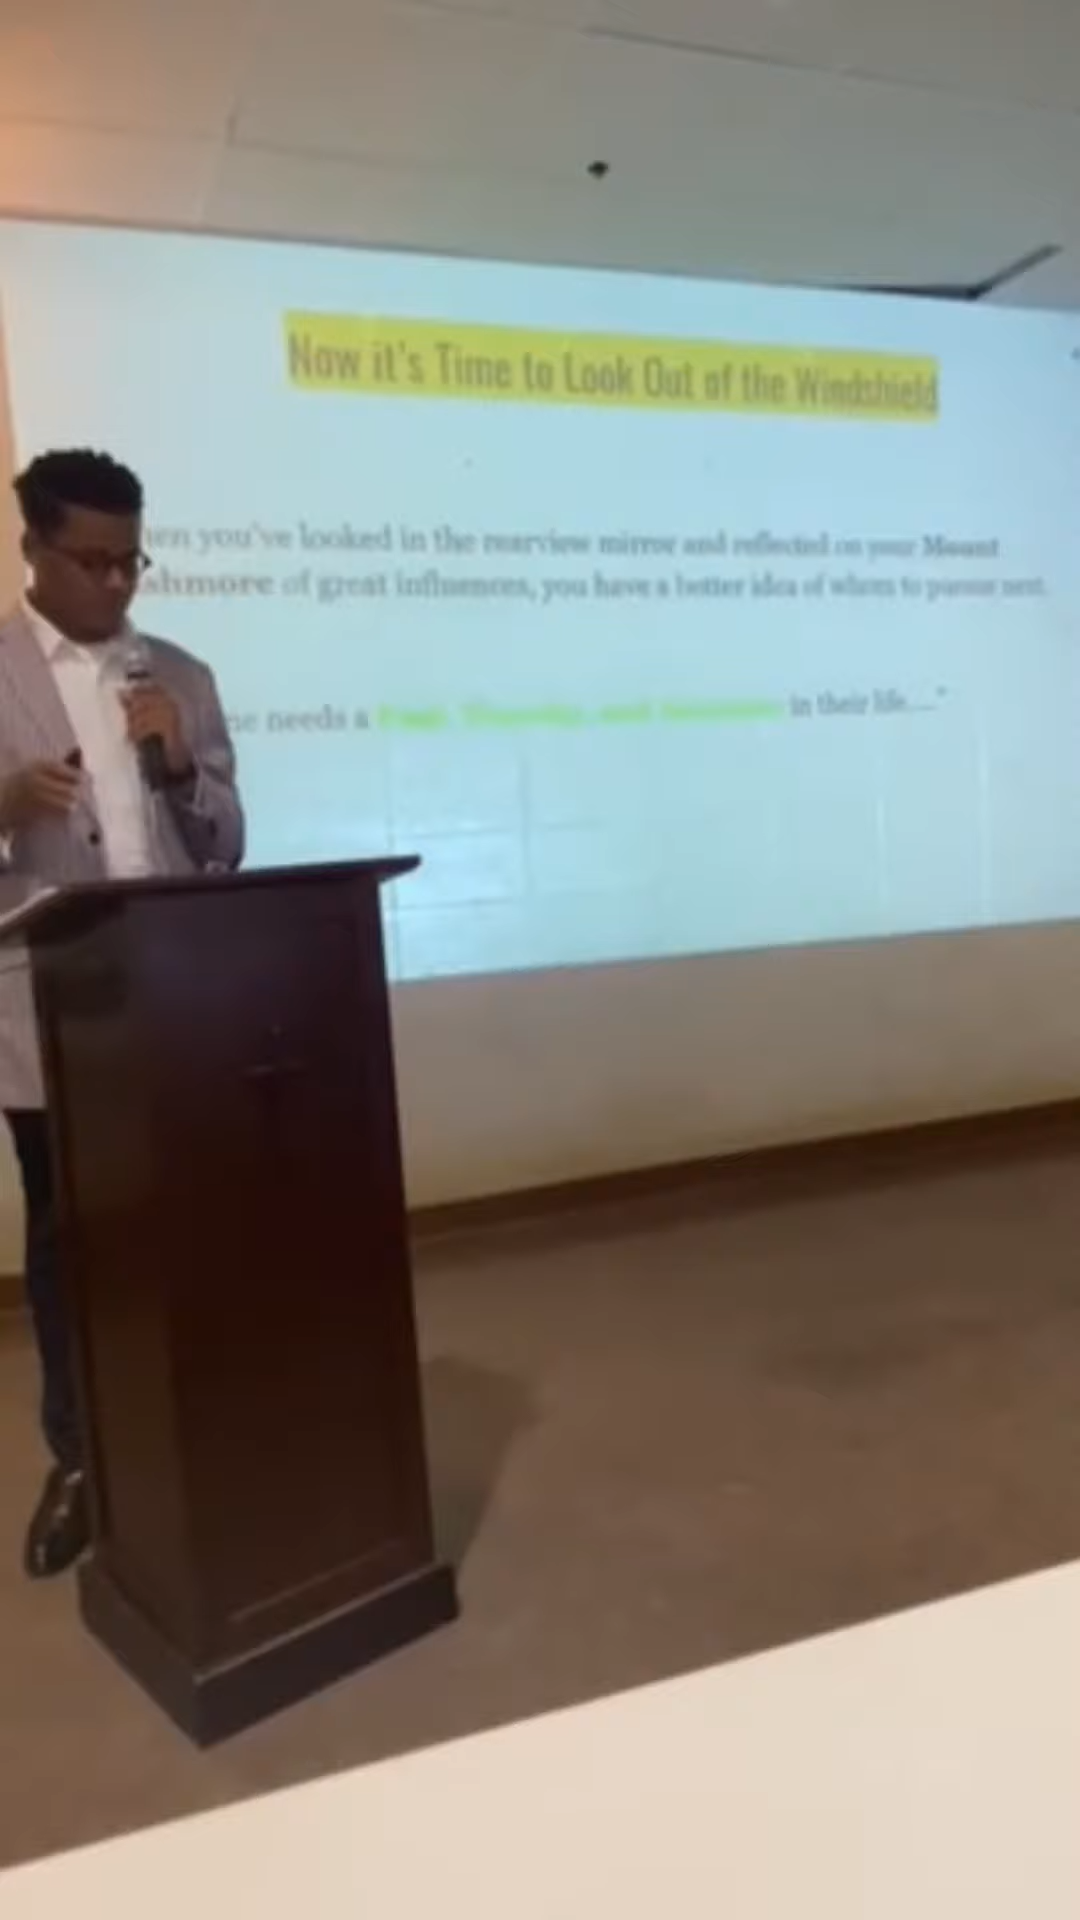 Now it's Time to Look Out of the Windshield
you've looked in the rearview mirror and reflected on your Mount
shmore of great influences, you have a better idea of whom to pursue next.
needs a in their life...."